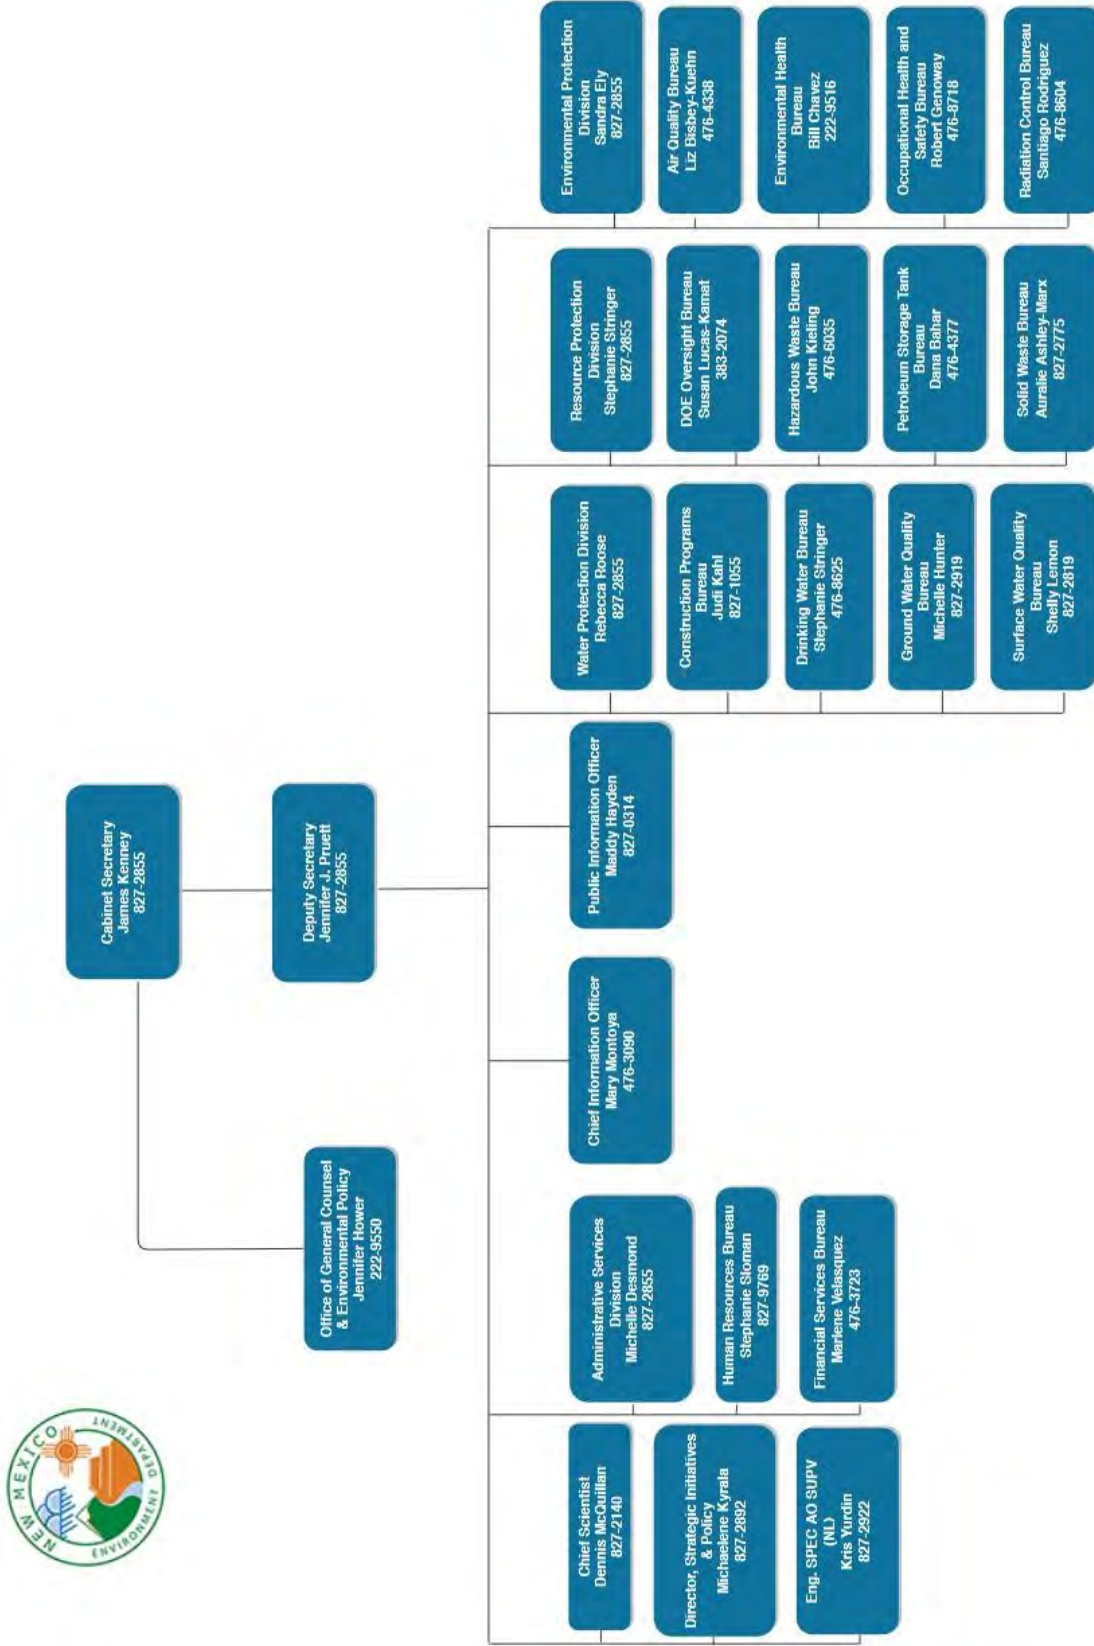 NEW MEXICO
ENVIRONMENT DEPARTMENT
Cabinet Secretary
James Kenney
827-2855
Office of General Counsel
& Environmental Policy
Jennifer Hower
222-9550
Deputy Secretary
Jennifer J. Pruett
827-2855
Chief Scientist
Dennis McQuillan
827-2140
Director, Strategic Initiatives
& Policy
Michaelene Kyrala
827-2892
Eng. SPEC AO SUPV
(NL)
Kris Yurdin
827-2922
Administrative Services
Division
Michelle Desmond
827-2855
Human Resources Bureau
Stephanie Sloman
827-9769
Financial Services Bureau
Marlene Velasquez
476-3723
Chief Information Officer
Mary Montoya
476-3090
Public Information Officer
Maddy Hayden
827-0314
Water Protection Division
Rebecca Roose
827-2855
Construction Programs
Bureau
Judi Kahl
827-1055
Drinking Water Bureau
Stephanie Stringer
476-8625
Ground Water Quality
Bureau
Michelle Hunter
827-2919
Surface Water Quality
Bureau
Shelly Lemon
827-2819
Resource Protection
Division
Stephanie Stringer
827-2855
DOE Oversight Bureau
Susan Lucas-Kamat
383-2074
Hazardous Waste Bureau
John Kieling
476-6035
Petroleum Storage Tank
Bureau
Dana Bahar
476-4377
Solid Waste Bureau
Auralie Ashley-Marx
827-2775
Environmental Protection
Division
Sandra Ely
827-2855
Air Quality Bureau
Liz Bisbey-Kuehn
476-4338
Environmental Health
Bureau
Bill Chavez
222-9516
Occupational Health and
Safety Bureau
Robert Genoway
476-8718
Radiation Control Bureau
Santiago Rodriguez
476-8604